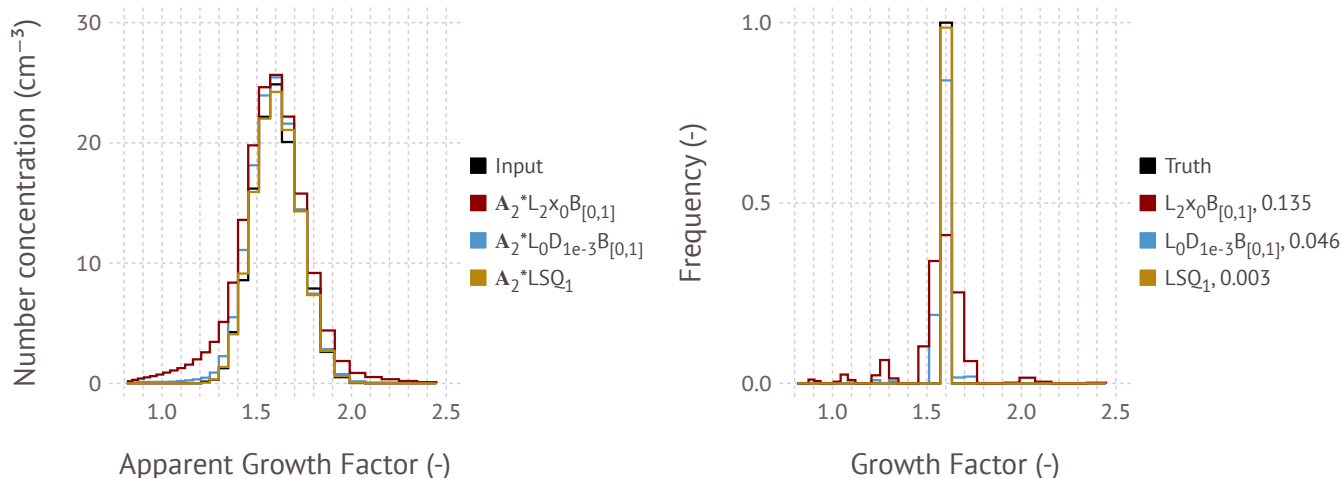 Number concentration (cm⁻³)
30
20
10
0
1.0 1.5 2.0 2.5
Apparent Growth Factor (-)
Input
A₂*L₂x₀B[0,1]
A₂*L₀D1e-3B[0,1]
A₂*LSQ₁
Frequency (-)
1.0
0.5
0.0
1.0 1.5 2.0 2.5
Growth Factor (-)
Truth
L₂x₀B[0,1], 0.135
L₀D1e-3B[0,1], 0.046
LSQ₁, 0.003